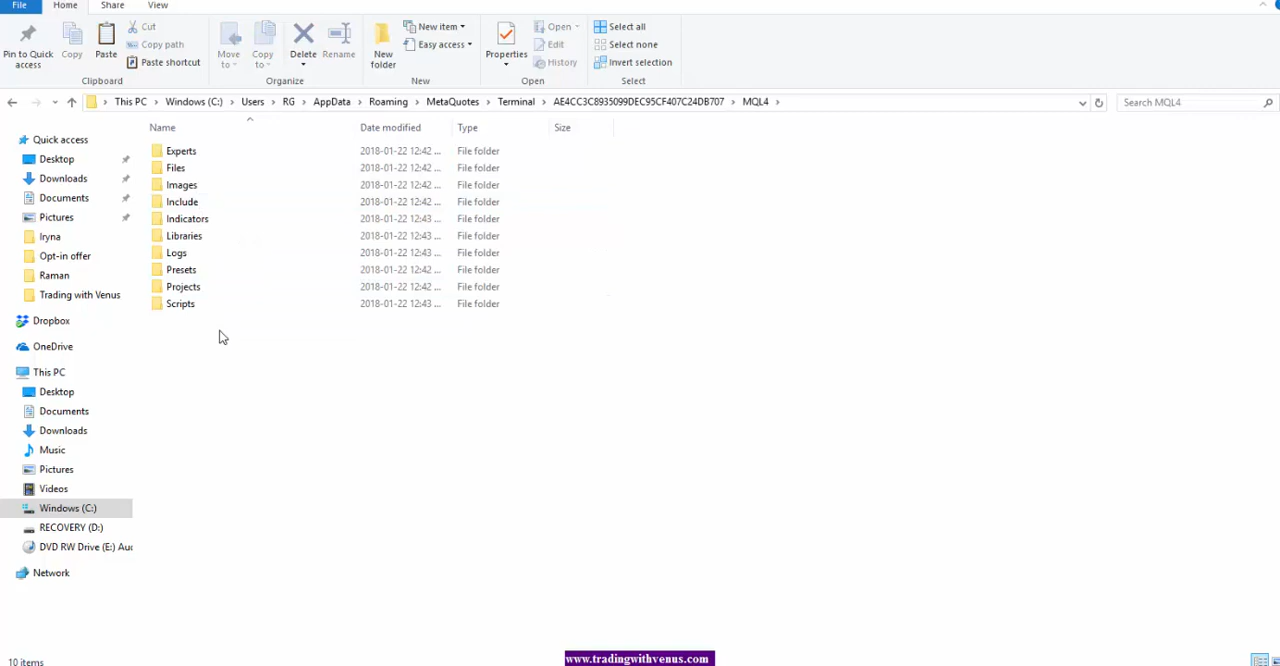 File Home Share View
Pin to Quick access
Copy
Paste
Cut
Copy path
Paste shortcut
Clipboard
Move to
Copy to
Delete
Rename
Organize
New folder
New item
Easy access
New
Properties
Open
Edit
History
Open
Select all
Select none
Invert selection
Select
This PC > Windows (C:) > Users > RG > AppData > Roaming > MetaQuotes > Terminal > AE4CC3C8935099DEC95CF407C24DB707 > MQL4 >
Search MQL4
Name Date modified Type Size
Experts 2018-01-22 12:42 ... File folder
Files 2018-01-22 12:42 ... File folder
Images 2018-01-22 12:42 ... File folder
Include 2018-01-22 12:42 ... File folder
Indicators 2018-01-22 12:43 ... File folder
Libraries 2018-01-22 12:43 ... File folder
Logs 2018-01-22 12:43 ... File folder
Presets 2018-01-22 12:42 ... File folder
Projects 2018-01-22 12:42 ... File folder
Scripts 2018-01-22 12:43 ... File folder
Quick access
Desktop
Downloads
Documents
Pictures
Iryna
Opt-in offer
Raman
Trading with Venus
Dropbox
OneDrive
This PC
Desktop
Documents
Downloads
Music
Pictures
Videos
Windows (C:)
RECOVERY (D:)
DVD RW Drive (E:) Auc
Network
10 items
www.tradingwithvenus.com